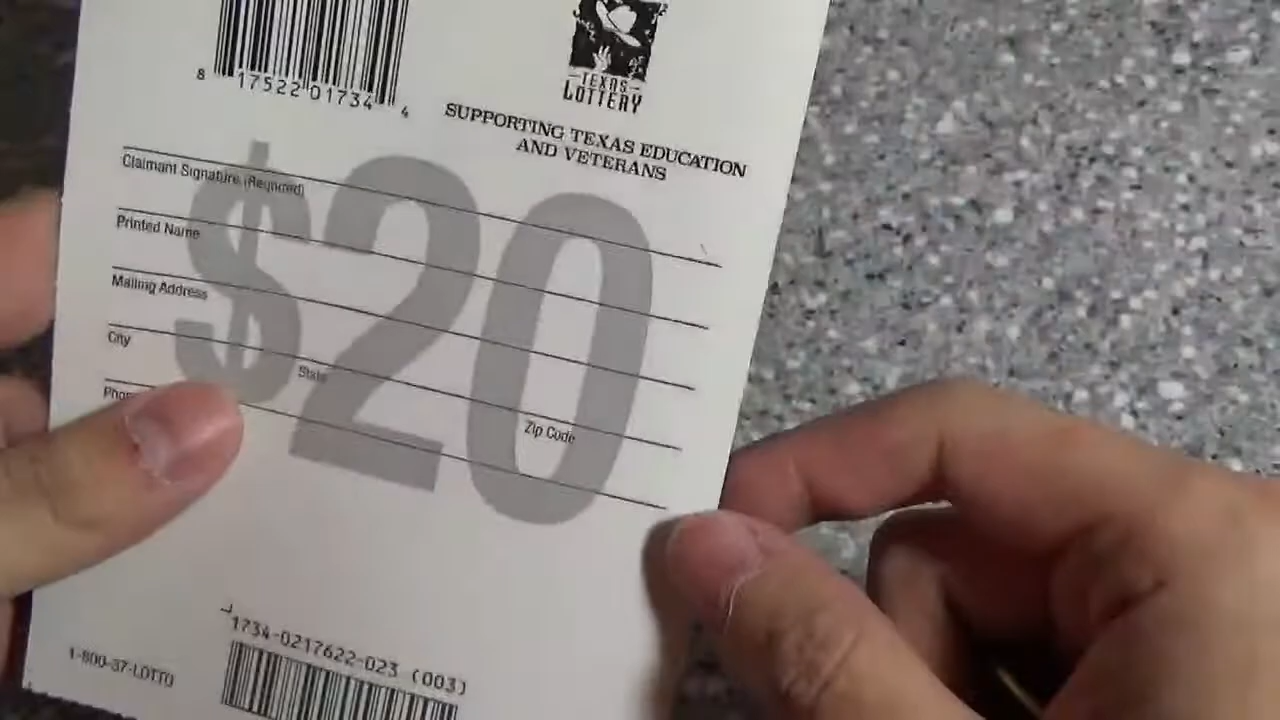 8 17522 01734 4
TEXAS
LOTTERY
SUPPORTING TEXAS EDUCATION
AND VETERANS
$20
Claimant Signature (Required)
Printed Name
Mailing Address
City
State
Zip Code
Phone
1734-0217622-023 (003)
1-800-37-LOTTO